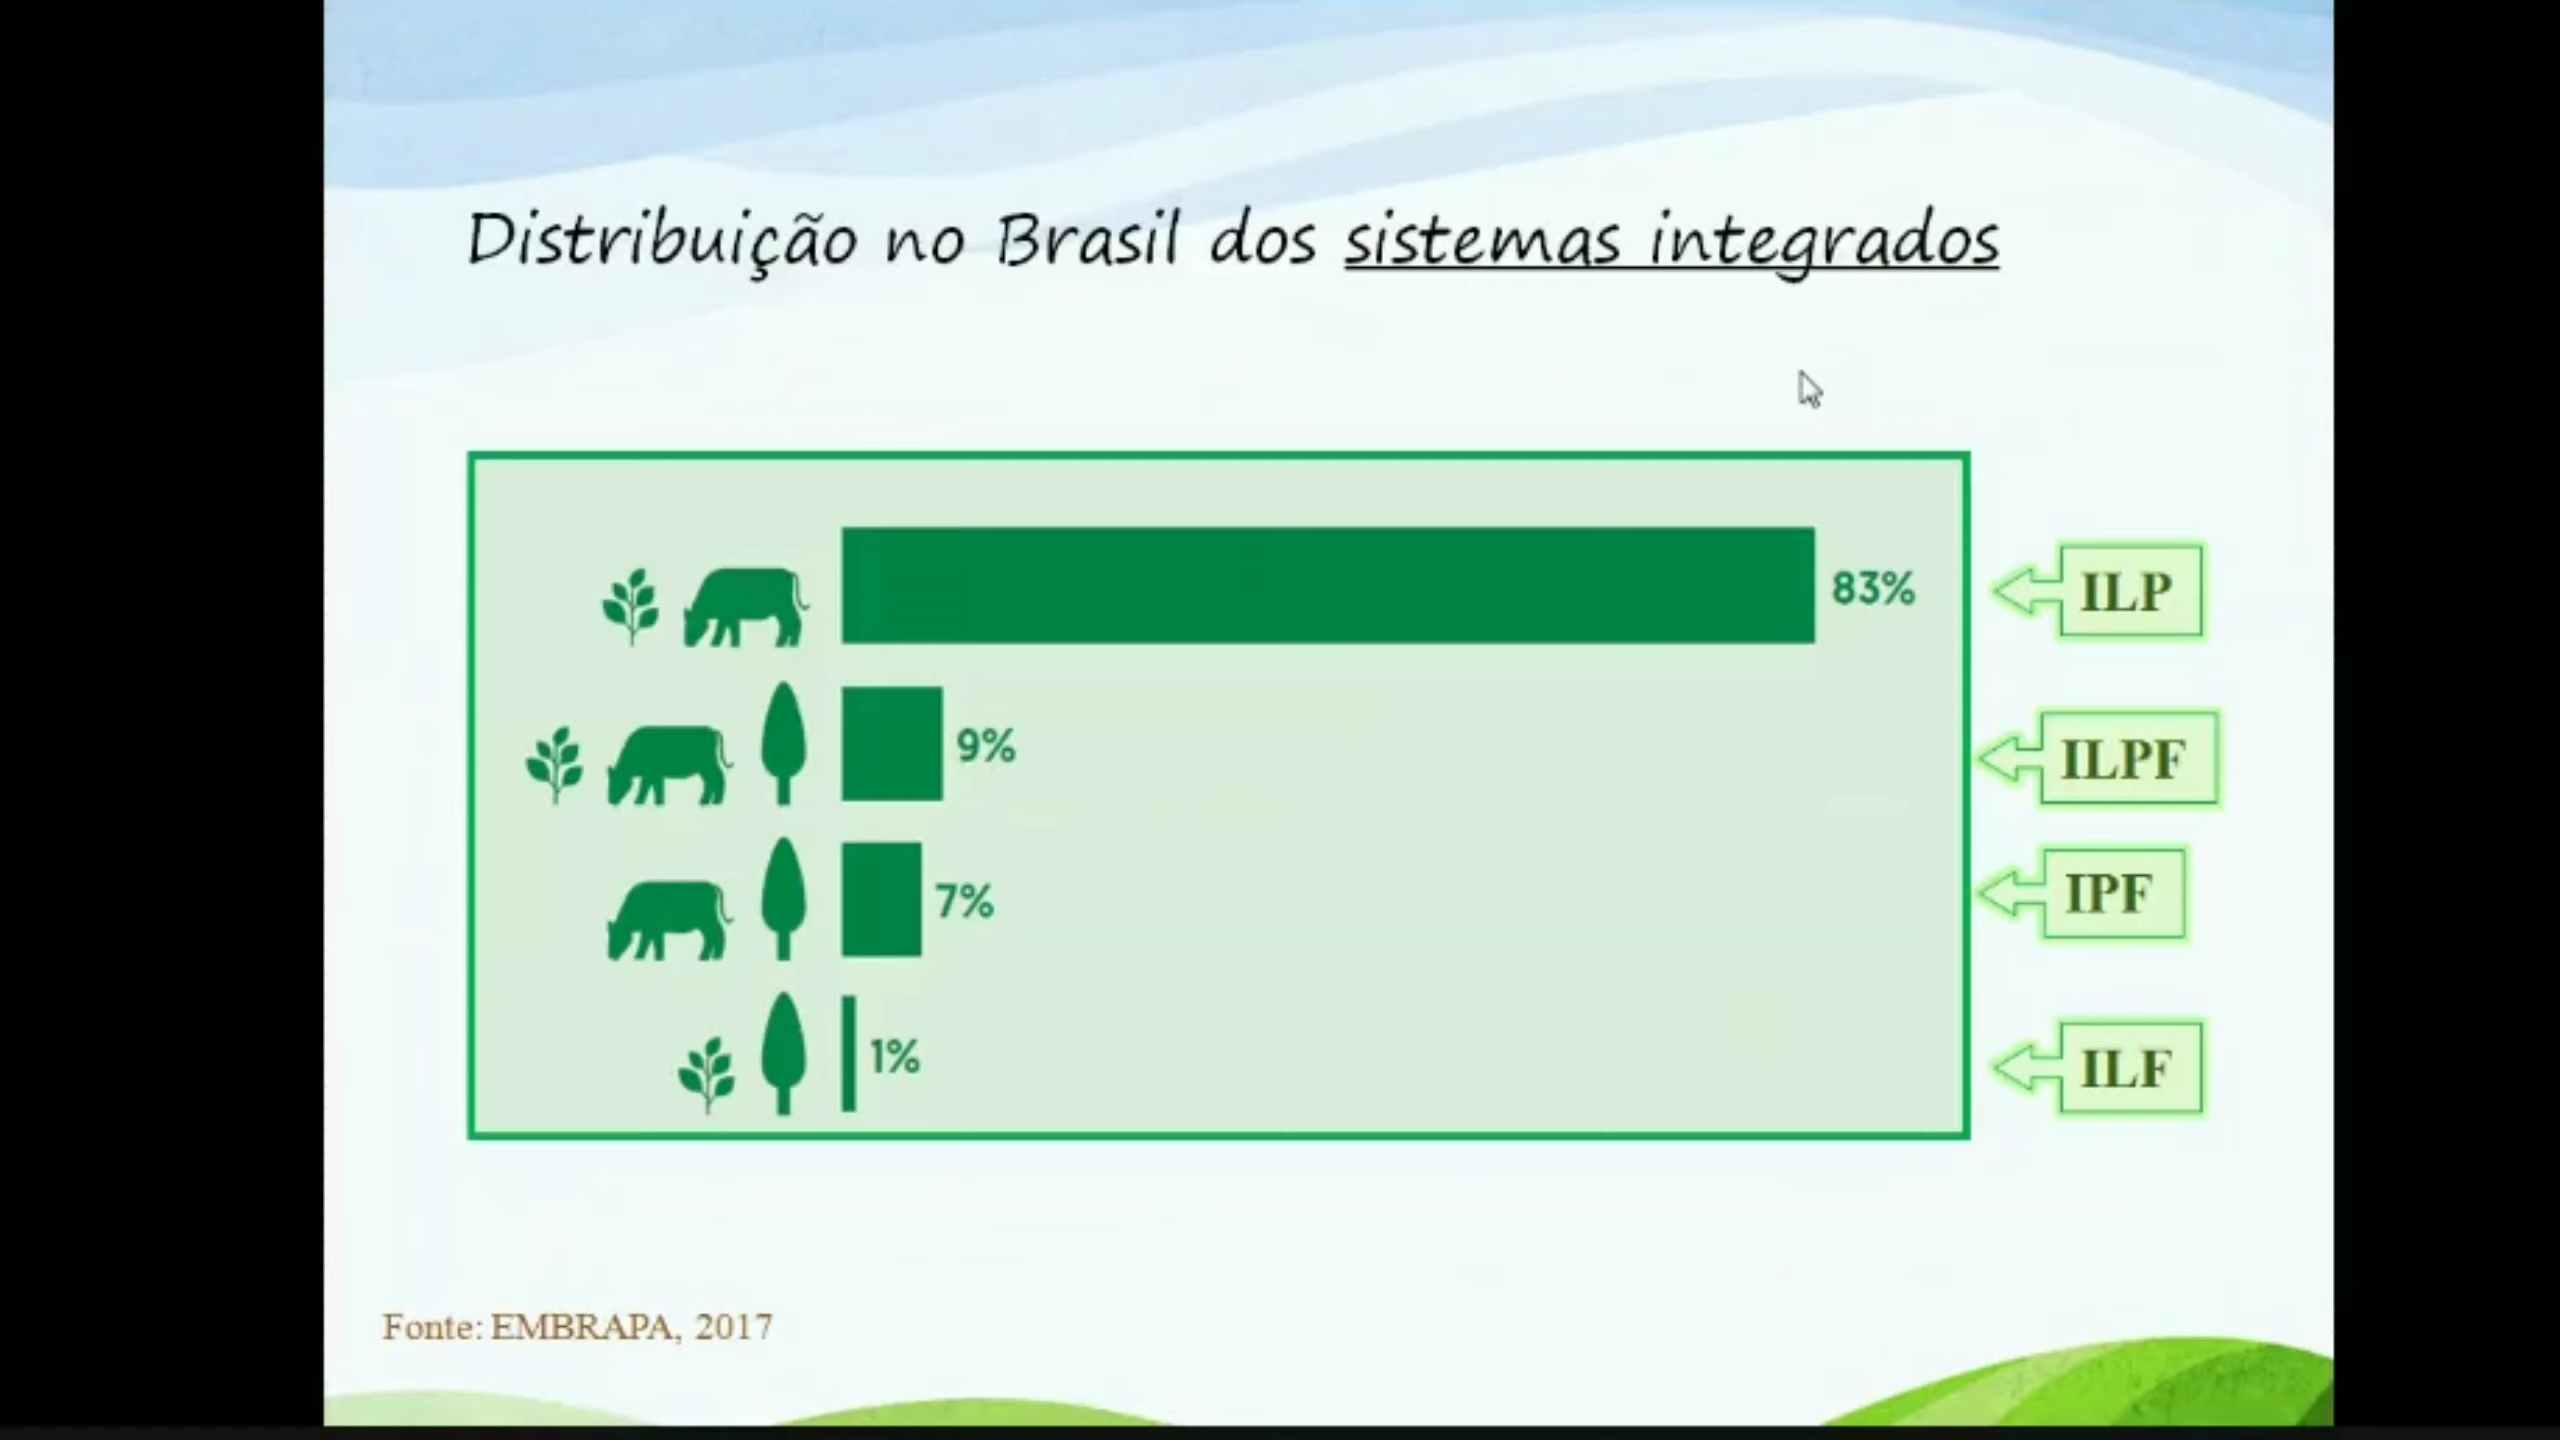 Distribuição no Brasil dos sistemas integrados
83%
ILP
9%
ILPF
7%
IPF
1%
ILF
Fonte: EMBRAPA, 2017